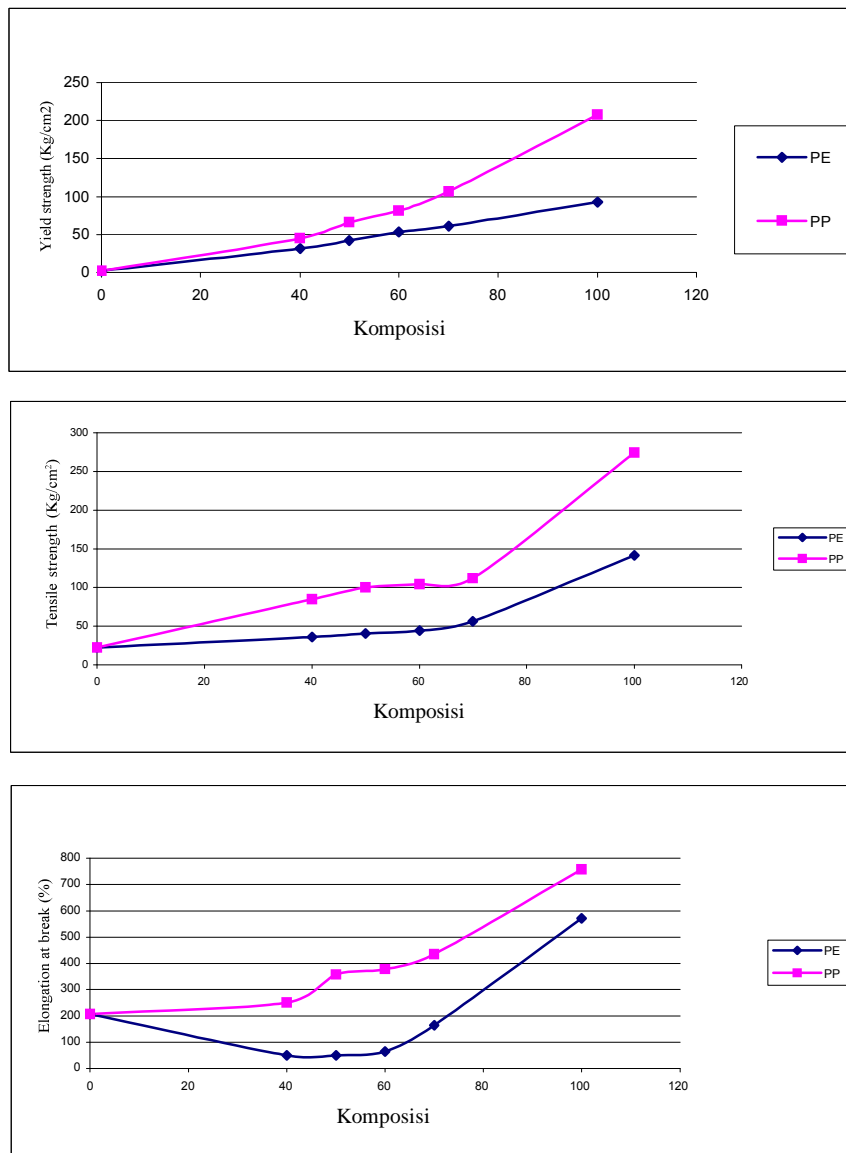 250
200
150
100
50
0
0 20 40 60 80 100 120
Yield strength (Kg/cm2)
Komposisi
PE
PP
300
250
200
150
100
50
0
0 20 40 60 80 100 120
Tensile strength (Kg/cm²)
Komposisi
PE
PP
800
700
600
500
400
300
200
100
0
0 20 40 60 80 100 120
Elongation at break (%)
Komposisi
PE
PP